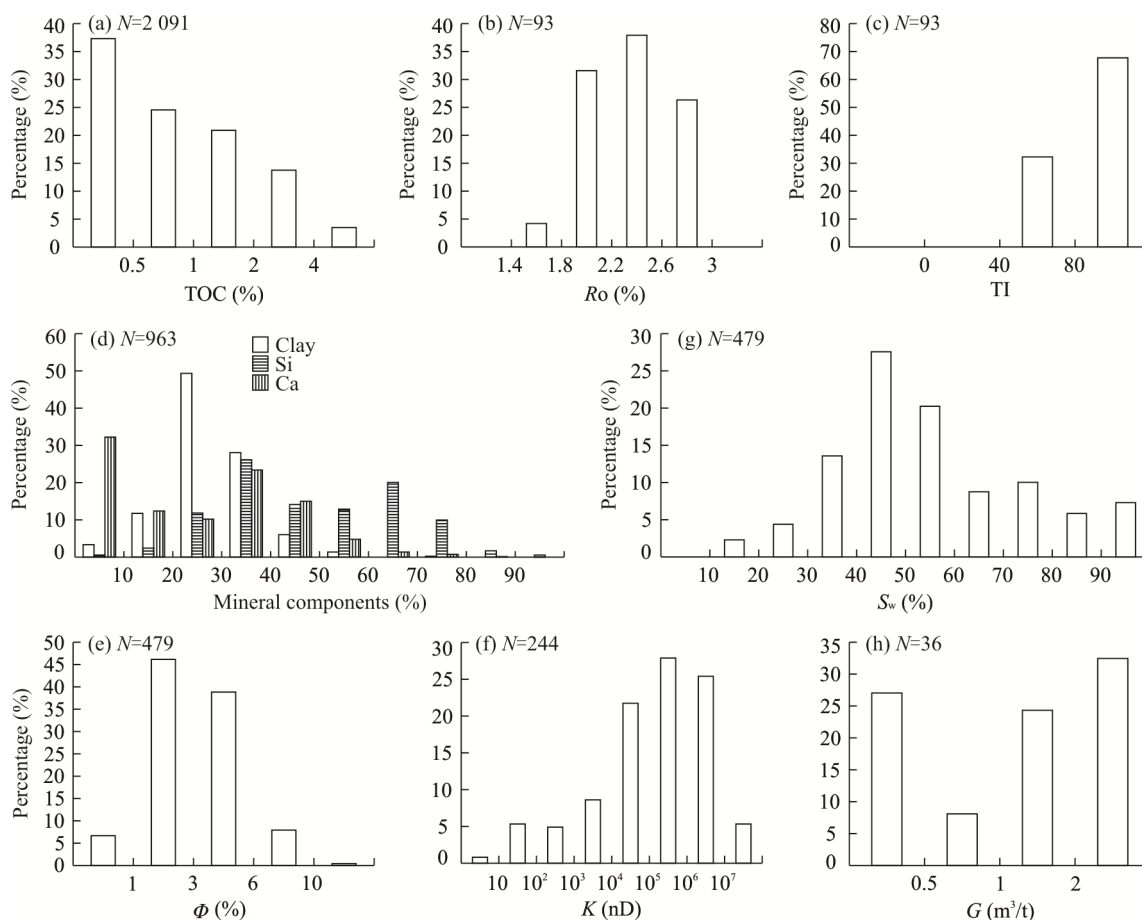 (a) N=2 091
Percentage (%)
40
35
30
25
20
15
10
5
0
0.5 1 2 4
TOC (%)
(b) N=93
Percentage (%)
40
35
30
25
20
15
10
5
0
1.4 1.8 2.2 2.6 3
Ro (%)
(c) N=93
Percentage (%)
80
70
60
50
40
30
20
10
0
0 40 80
TI
(d) N=963
Clay
Si
Ca
Percentage (%)
60
50
40
30
20
10
0
10 20 30 40 50 60 70 80 90
Mineral components (%)
(g) N=479
Percentage (%)
30
25
20
15
10
5
0
10 20 30 40 50 60 70 80 90
Sw (%)
(e) N=479
Percentage (%)
50
45
40
35
30
25
20
15
10
5
0
1 3 6 10
Φ (%)
(f) N=244
30
25
20
15
10
5
0
10 10² 10³ 10⁴ 10⁵ 10⁶ 10⁷
K (nD)
(h) N=36
Percentage (%)
35
30
25
20
15
10
5
0
0.5 1 2
G (m³/t)